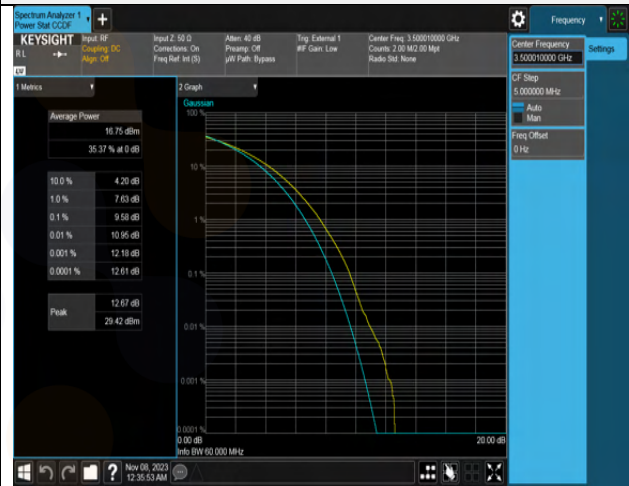 Spectrum Analyzer 1
Power Stat CCDF
+
Frequency
KEYSIGHT
RL
LW
Input: RF
Coupling: DC
Align: Off
Input Z: 50 Ω
Corrections: On
Freq Ref: Int (S)
Atten: 40 dB
Preamp: Off
µW Path: Bypass
Trig: External 1
#IF Gain: Low
Center Freq: 3.500010000 GHz
Counts: 2.00 M/2.00 Mpt
Radio Std: None
Center Frequency
3.500010000 GHz
Settings
CF Step
5.000000 MHz
Auto
Man
Freq Offset
0 Hz
1 Metrics
Average Power
16.75 dBm
35.37 % at 0 dB
10.0 % 4.20 dB
1.0 % 7.63 dB
0.1 % 9.58 dB
0.01 % 10.95 dB
0.001 % 12.18 dB
0.0001 % 12.61 dB
Peak
12.67 dB
29.42 dBm
2 Graph
Gaussian
100 %
10 %
1 %
0.1 %
0.01 %
0.001 %
0.0001 %
0.00 dB 20.00 dB
Info BW 60.000 MHz
? Nov 08, 2023
12:35:53 AM